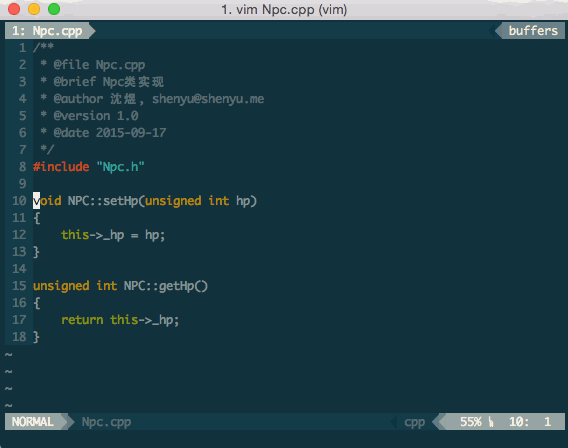 1. vim Npc.cpp (vim)
1: Npc.cpp buffers
1 /**
2  * @file Npc.cpp
3  * @brief Npc类实现
4  * @author 沈煜, shenyu@shenyu.me
5  * @version 1.0
6  * @date 2015-09-17
7  */
8 #include "Npc.h"
9
10 void NPC::setHp(unsigned int hp)
11 {
12     this->_hp = hp;
13 }
14
15 unsigned int NPC::getHp()
16 {
17     return this->_hp;
18 }
~
~
~
~
NORMAL Npc.cpp cpp 55% 10: 1